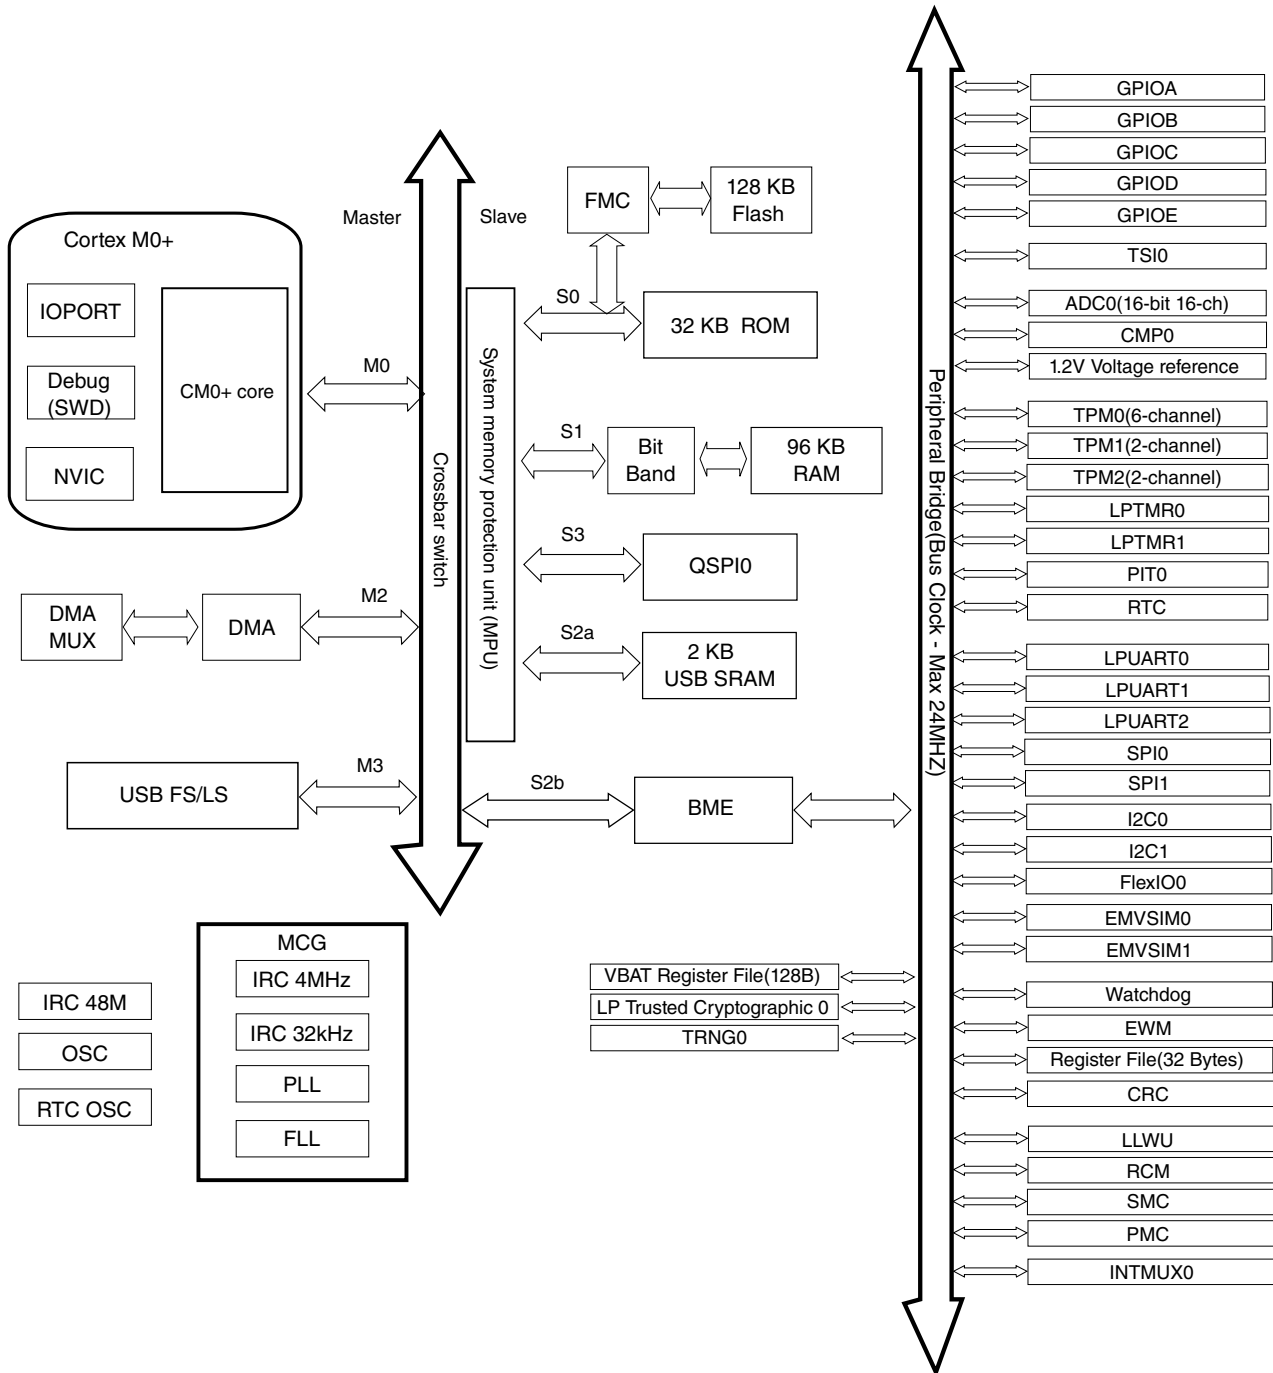 Cortex M0+
IOPORT
Debug
(SWD)
NVIC
CM0+ core
M0
Master
Slave
Crossbar switch
System memory protection unit (MPU)
FMC
128 KB
Flash
S0
32 KB ROM
S1
Bit
Band
96 KB
RAM
S3
QSPI0
S2a
2 KB
USB SRAM
DMA
MUX
DMA
M2
USB FS/LS
M3
S2b
BME
MCG
IRC 4MHz
IRC 32kHz
PLL
FLL
IRC 48M
OSC
RTC OSC
VBAT Register File(128B)
LP Trusted Cryptographic 0
TRNG0
Peripheral Bridge(Bus Clock - Max 24MHZ)
GPIOA
GPIOB
GPIOC
GPIOD
GPIOE
TSI0
ADC0(16-bit 16-ch)
CMP0
1.2V Voltage reference
TPM0(6-channel)
TPM1(2-channel)
TPM2(2-channel)
LPTMR0
LPTMR1
PIT0
RTC
LPUART0
LPUART1
LPUART2
SPI0
SPI1
I2C0
I2C1
FlexIO0
EMVSIM0
EMVSIM1
Watchdog
EWM
Register File(32 Bytes)
CRC
LLWU
RCM
SMC
PMC
INTMUX0